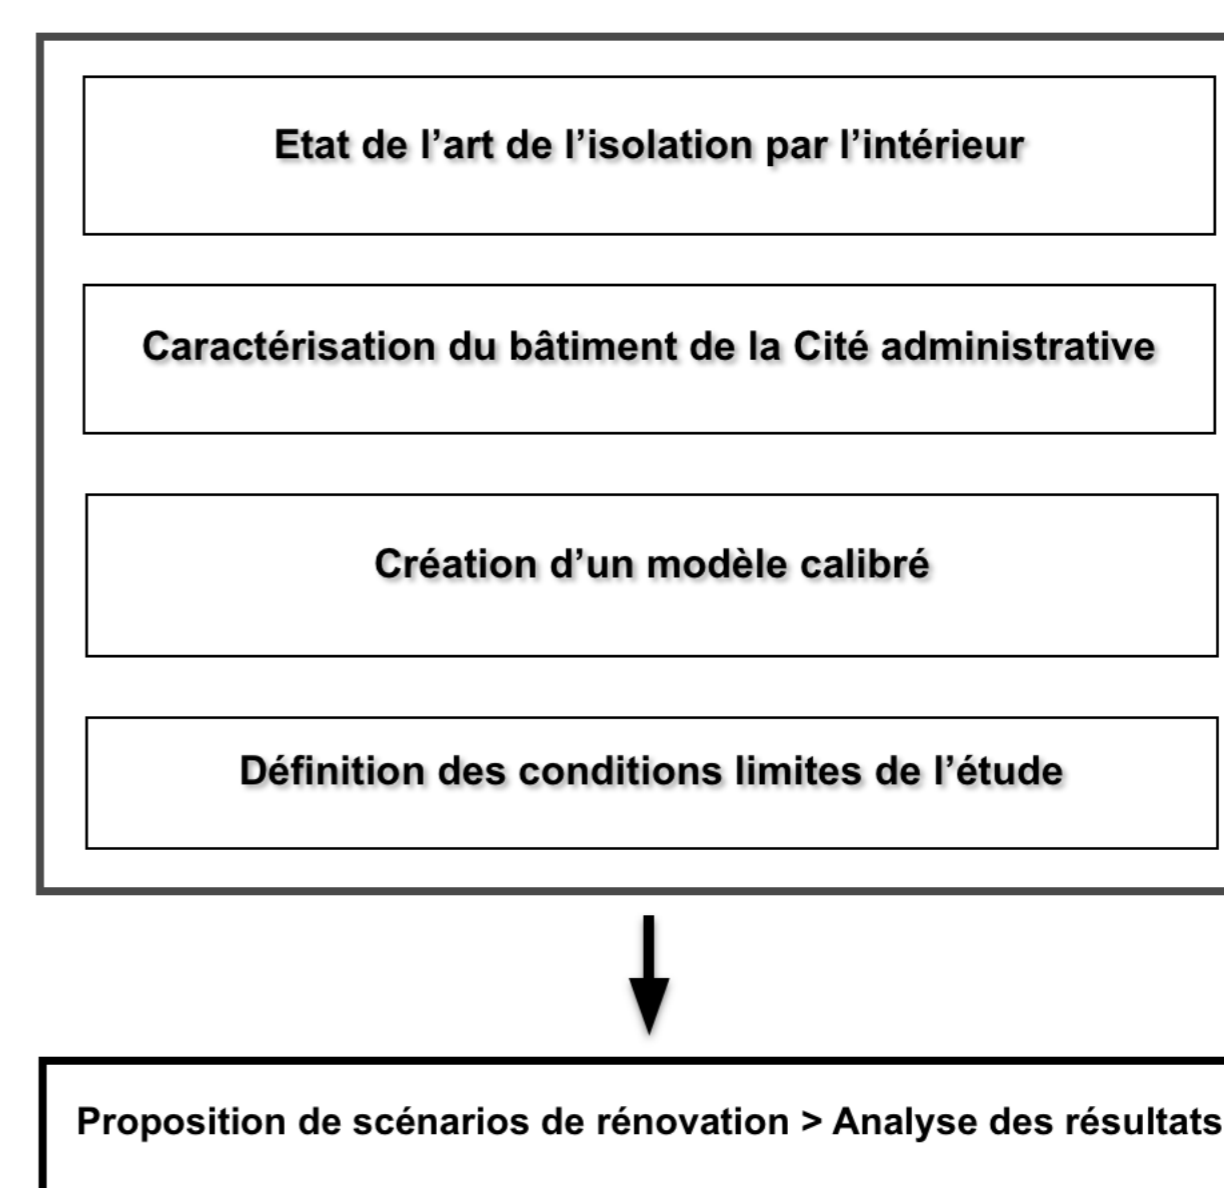 Etat de l’art de l’isolation par l’intérieur
Caractérisation du bâtiment de la Cité administrative
Création d’un modèle calibré
Définition des conditions limites de l’étude
Proposition de scénarios de rénovation > Analyse des résultats